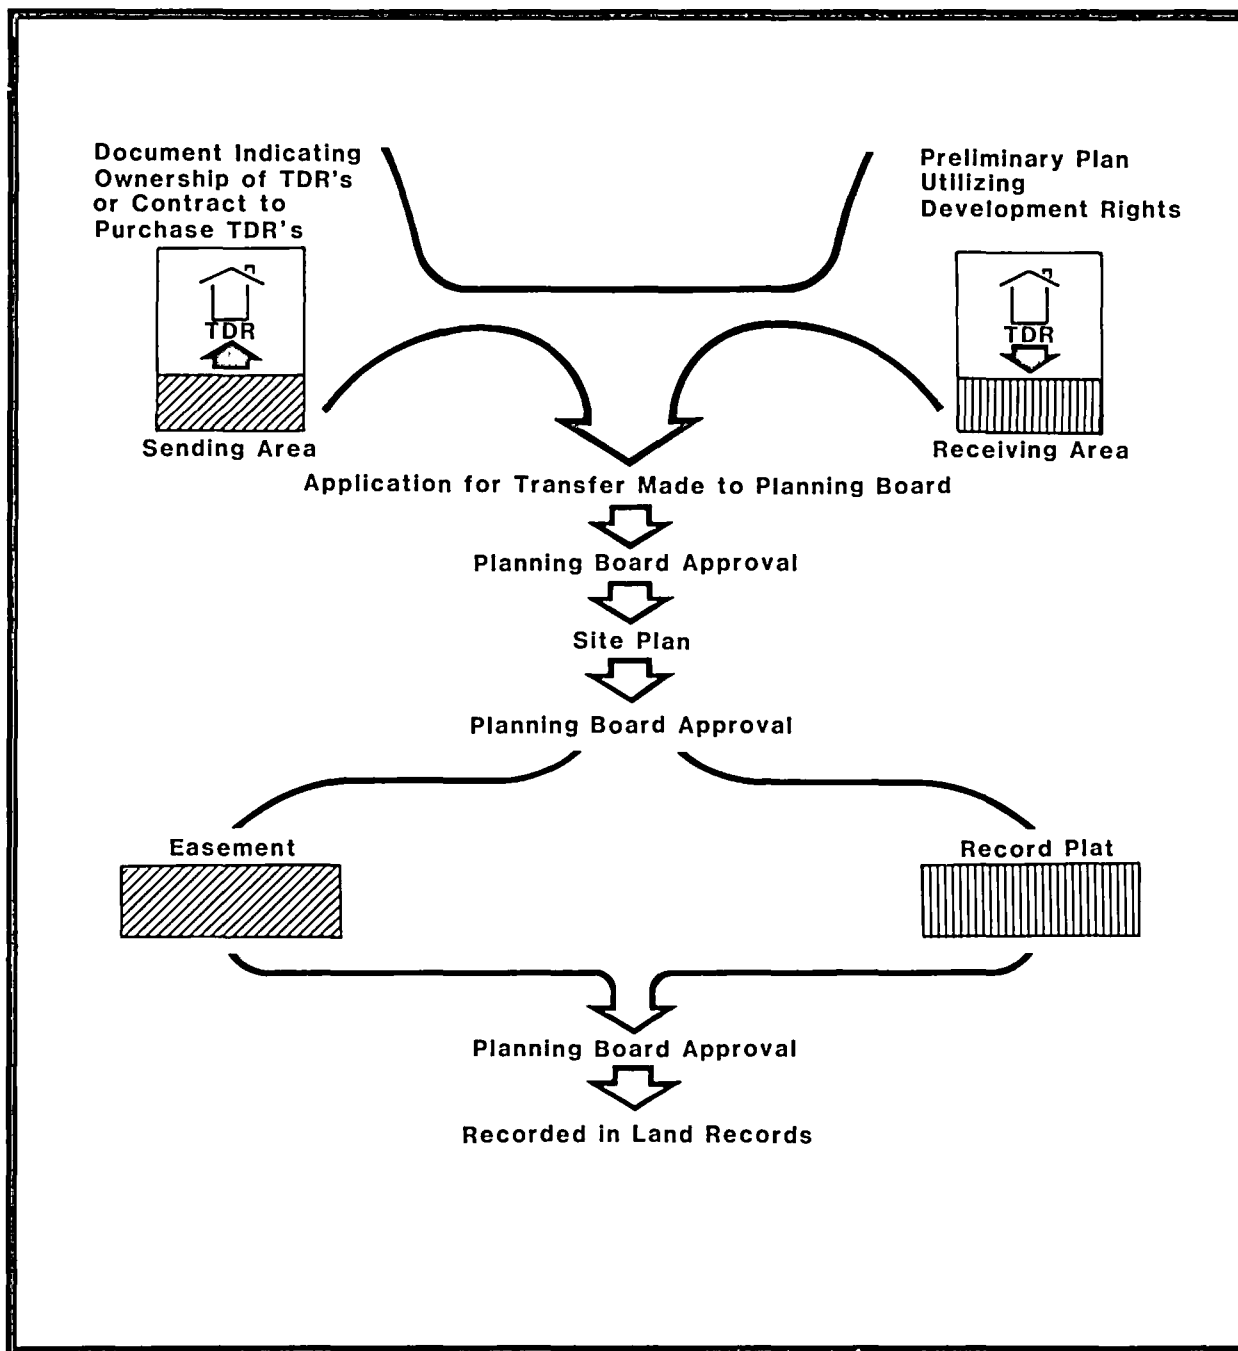 Document Indicating
Ownership of TDR's
or Contract to
Purchase TDR's
TDR
Sending Area
Preliminary Plan
Utilizing
Development Rights
TDR
Receiving Area
Application for Transfer Made to Planning Board
Planning Board Approval
Site Plan
Planning Board Approval
Easement
Record Plat
Planning Board Approval
Recorded in Land Records